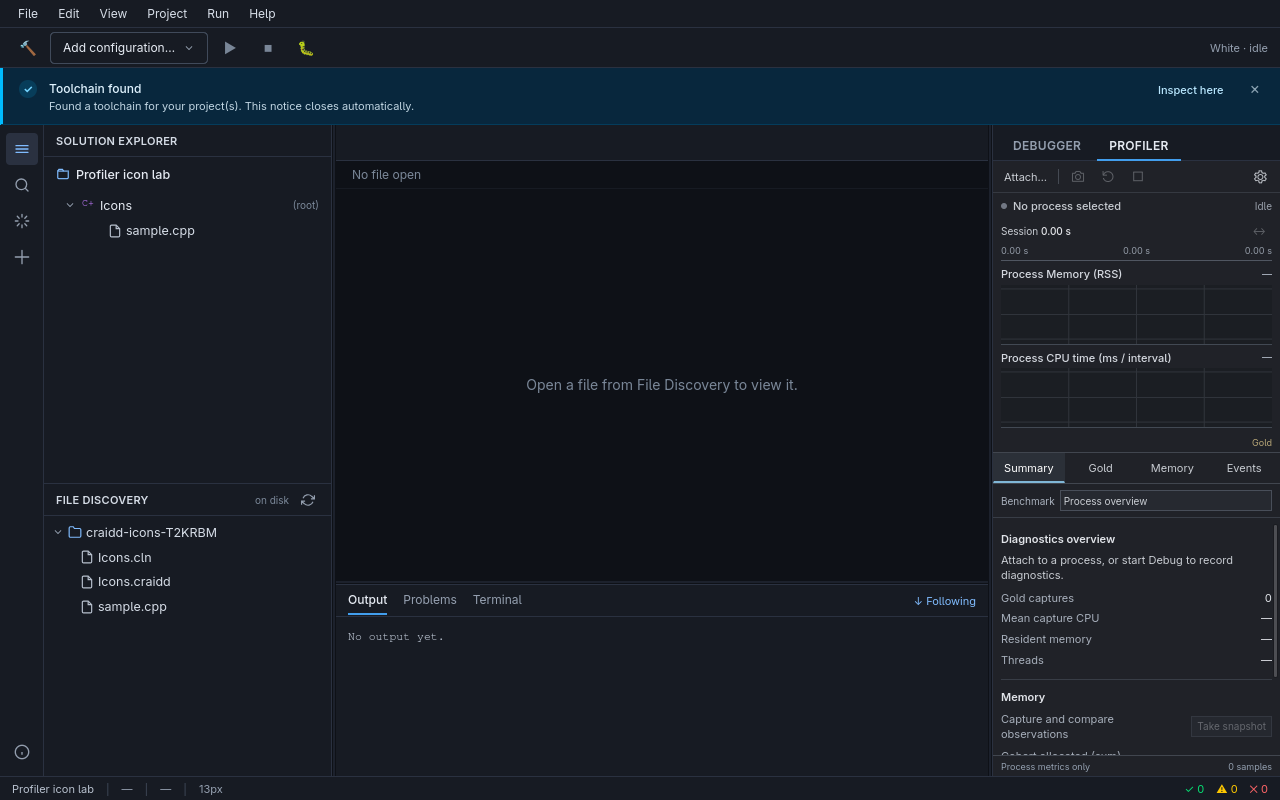 File Edit View Project Run Help
Add configuration...
White · idle
Toolchain found
Found a toolchain for your project(s). This notice closes automatically.
Inspect here
SOLUTION EXPLORER
Profiler icon lab
C+ Icons (root)
sample.cpp
FILE DISCOVERY on disk
craidd-icons-T2KRBM
Icons.cln
Icons.craidd
sample.cpp
No file open
Open a file from File Discovery to view it.
Output Problems Terminal
↓ Following
No output yet.
DEBUGGER PROFILER
Attach...
No process selected Idle
Session 0.00 s
0.00 s 0.00 s 0.00 s
Process Memory (RSS) —
Process CPU time (ms / interval) —
Gold
Summary Gold Memory Events
Benchmark Process overview
Diagnostics overview
Attach to a process, or start Debug to record
diagnostics.
Gold captures 0
Mean capture CPU —
Resident memory —
Threads —
Memory
Capture and compare
observations
Take snapshot
Cohort allocated (sum)
Process metrics only 0 samples
Profiler icon lab — — 13px
0 0 0